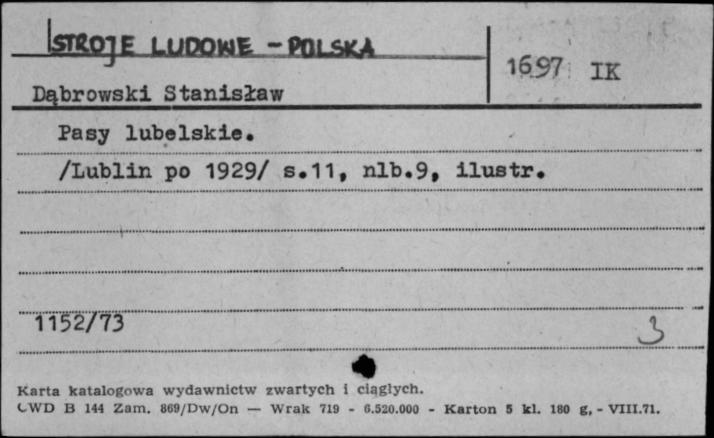 STROJE LUDOWE - POLSKA
1697 IK
Dąbrowski Stanisław
Pasy lubelskie.
/Lublin po 1929/ s.11, nlb.9, ilustr.
1152/73
3
Karta katalogowa wydawnictw zwartych i ciągłych.
CWD B 144 Zam. 869/Dw/On — Wrak 719 - 6.520.000 - Karton 5 kl. 180 g, - VIII.71.